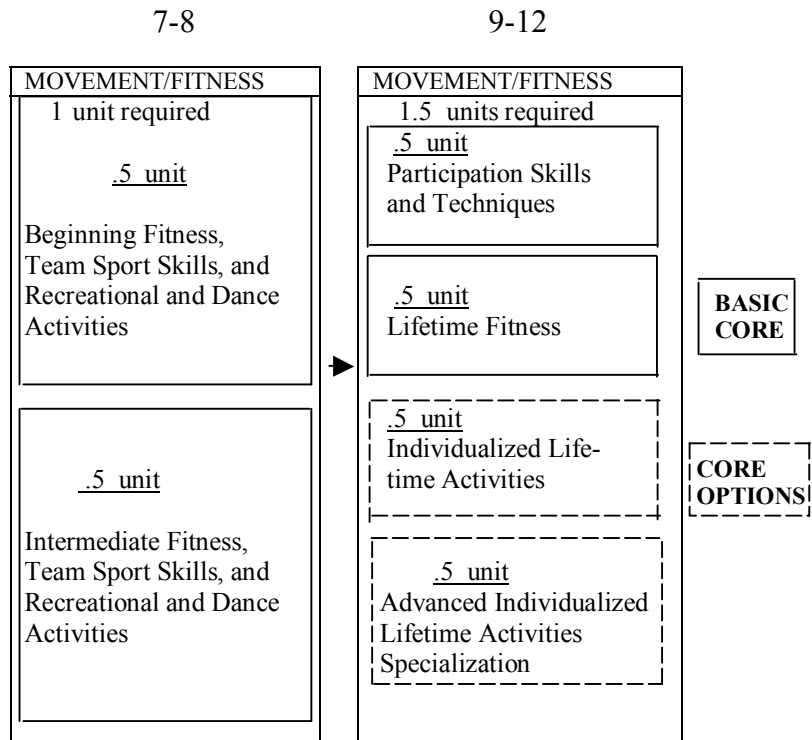 7-8
MOVEMENT/FITNESS
1 unit required
.5 unit
Beginning Fitness,
Team Sport Skills, and
Recreational and Dance
Activities
.5 unit
Intermediate Fitness,
Team Sport Skills, and
Recreational and Dance
Activities
9-12
MOVEMENT/FITNESS
1.5 units required
.5 unit
Participation Skills
and Techniques
.5 unit
Lifetime Fitness
.5 unit
Individualized Life-
time Activities
.5 unit
Advanced Individualized
Lifetime Activities
Specialization
BASIC
CORE
CORE
OPTIONS